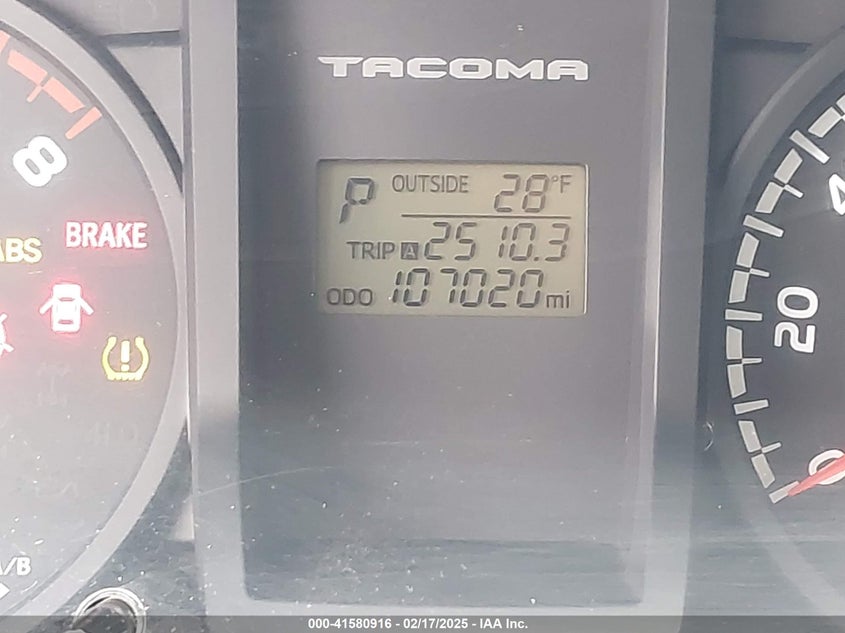 TACOMA
8
P OUTSIDE 28°F
TRIP A 2510.3
ODO 107020 mi
ABS
BRAKE
20
0
A/B
000-41580916 - 02/17/2025 - IAA Inc.